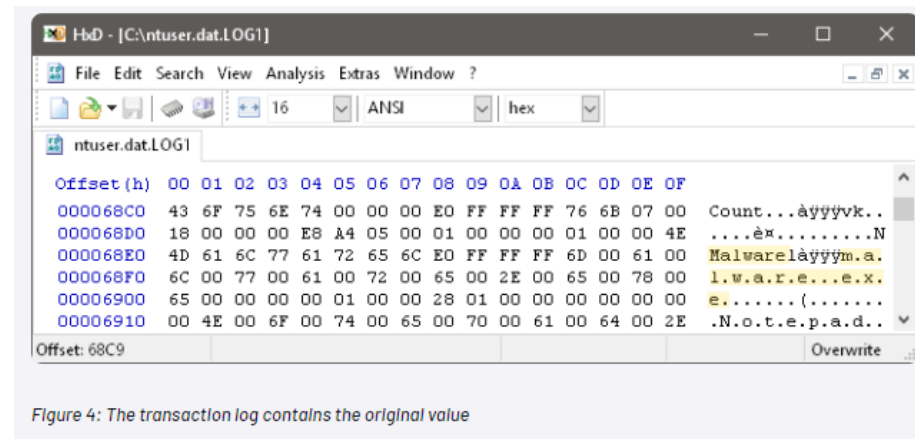 HxD - [C:\ntuser.dat.LOG1]
File Edit Search View Analysis Extras Window ?
16 ANSI hex
ntuser.dat.LOG1
Offset(h) 00 01 02 03 04 05 06 07 08 09 0A 0B 0C 0D 0E 0F
000068C0 43 6F 75 6E 74 00 00 00 E0 FF FF FF 76 6B 07 00 Count...àÿÿÿvk..
000068D0 18 00 00 00 E8 A4 05 00 01 00 00 00 01 00 00 4E ....è¤.........N
000068E0 4D 61 6C 77 61 72 65 6C E0 FF FF FF 6D 00 61 00 Malwarelàÿÿÿm.a.
000068F0 6C 00 77 00 61 00 72 00 65 00 2E 00 65 00 78 00 l.w.a.r.e...e.x.
00006900 65 00 00 00 00 01 00 00 28 01 00 00 00 00 00 00 e.......(.......
00006910 00 4E 00 6F 00 74 00 65 00 70 00 61 00 64 00 2E .N.o.t.e.p.a.d..
Offset: 68C9 Overwrite
Figure 4: The transaction log contains the original value